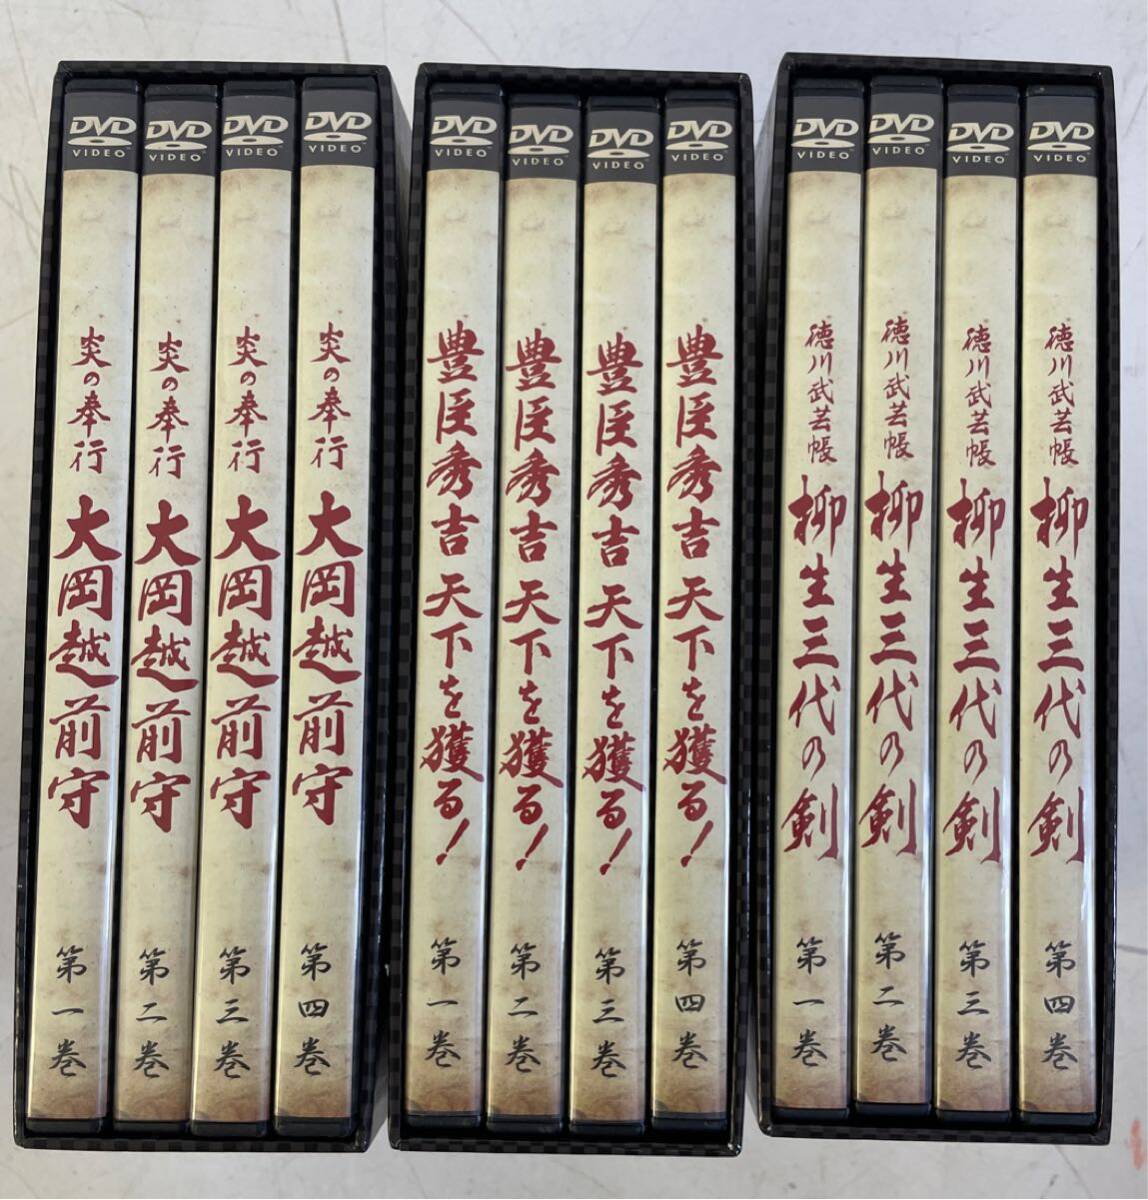 DVD
VIDEO
炎の奉行 大岡越前守 第一巻
DVD
VIDEO
炎の奉行 大岡越前守 第二巻
DVD
VIDEO
炎の奉行 大岡越前守 第三巻
DVD
VIDEO
炎の奉行 大岡越前守 第四巻
DVD
VIDEO
豊臣秀吉 天下を獲る! 第一巻
DVD
VIDEO
豊臣秀吉 天下を獲る! 第二巻
DVD
VIDEO
豊臣秀吉 天下を獲る! 第三巻
DVD
VIDEO
豊臣秀吉 天下を獲る! 第四巻
DVD
VIDEO
徳川武芸帳 柳生三代の剣 第一巻
DVD
VIDEO
徳川武芸帳 柳生三代の剣 第二巻
DVD
VIDEO
徳川武芸帳 柳生三代の剣 第三巻
DVD
VIDEO
徳川武芸帳 柳生三代の剣 第四巻